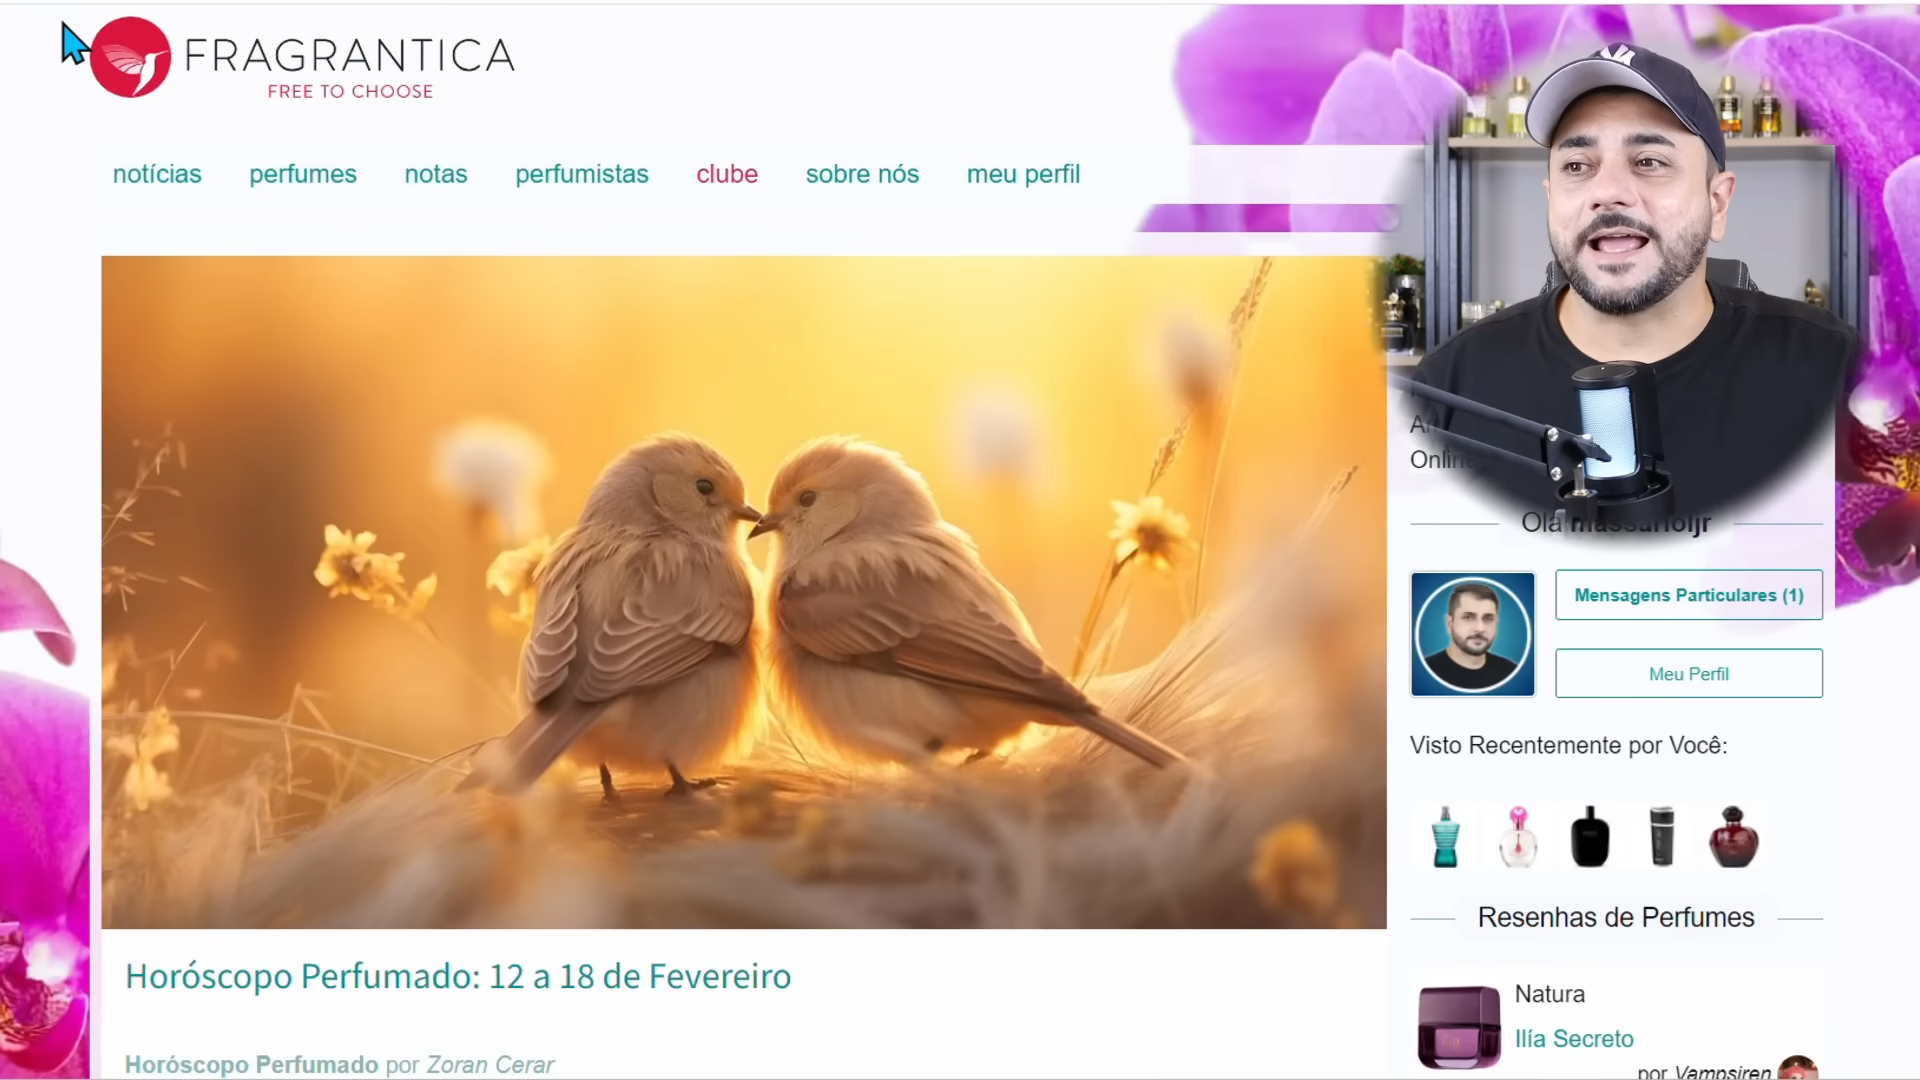 FRAGRANTICA
FREE TO CHOOSE
notícias perfumes notas perfumistas clube sobre nós meu perfil
Olá massarioljr
Mensagens Particulares (1)
Meu Perfil
Visto Recentemente por Você:
Resenhas de Perfumes
Natura
Ilía Secreto
por Vampsiren
Horóscopo Perfumado: 12 a 18 de Fevereiro
Horóscopo Perfumado por Zoran Cerar